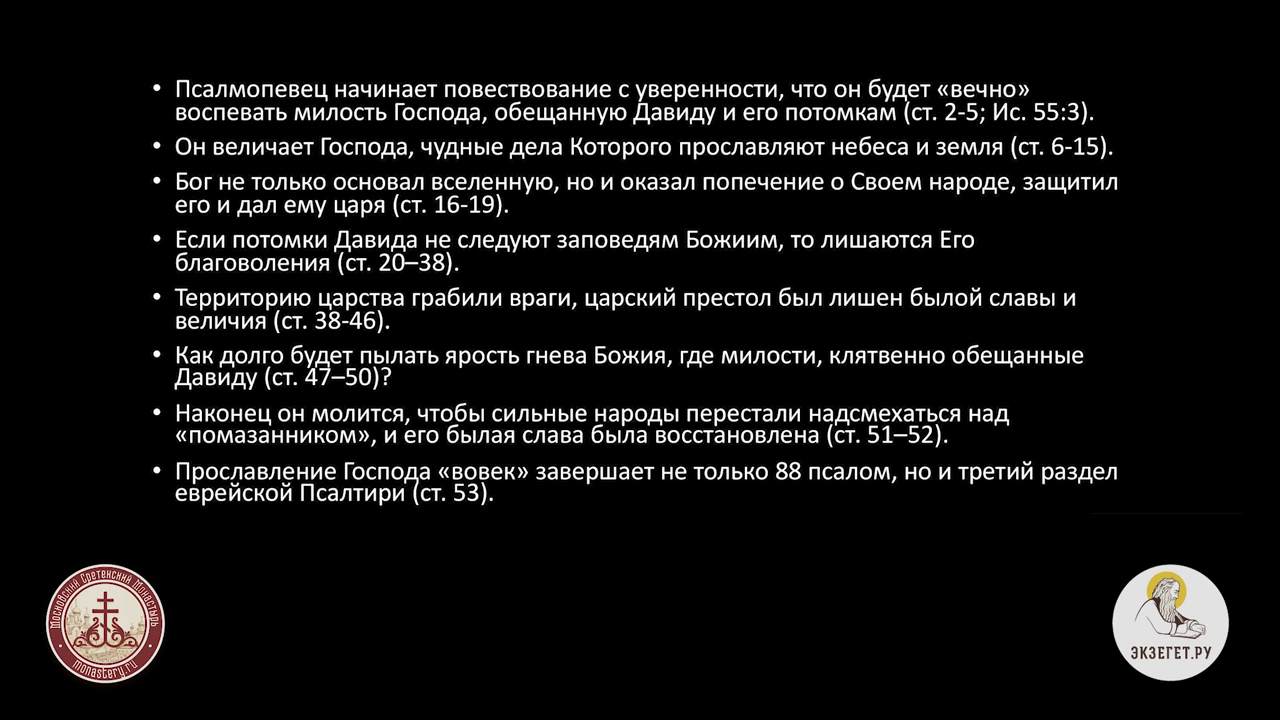 • Псалмопевец начинает повествование с уверенности, что он будет «вечно»
воспевать милость Господа, обещанную Давиду и его потомкам (ст. 2-5; Ис. 55:3).
• Он величает Господа, чудные дела Которого прославляют небеса и земля (ст. 6-15).
• Бог не только основал вселенную, но и оказал попечение о Своем народе, защитил
его и дал ему царя (ст. 16-19).
• Если потомки Давида не следуют заповедям Божиим, то лишаются Его
благоволения (ст. 20–38).
• Территорию царства грабили враги, царский престол был лишен былой славы и
величия (ст. 38-46).
• Как долго будет пылать ярость гнева Божия, где милости, клятвенно обещанные
Давиду (ст. 47–50)?
• Наконец он молится, чтобы сильные народы перестали надсмехаться над
«помазанником», и его былая слава была восстановлена (ст. 51–52).
• Прославление Господа «вовек» завершает не только 88 псалом, но и третий раздел
еврейской Псалтири (ст. 53).
Московский Сретенский Монастырь
monastery.ru
ЭКЗЕГЕТ.РУ